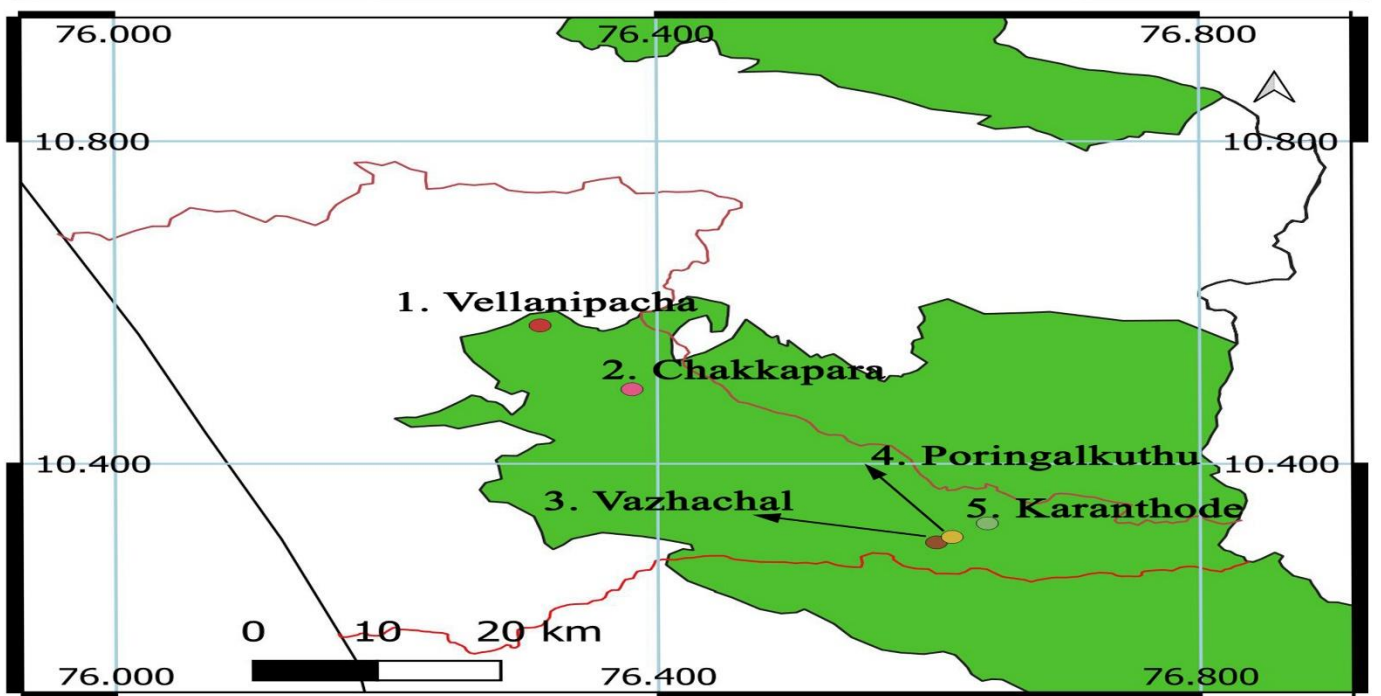 76.000 76.400 76.800
10.800 10.800
1. Vellanipacha
2. Chakkapara
4. Poringalkuthu
10.400 10.400
3. Vazhachal
5. Karanthode
0 10 20 km
76.000 76.400 76.800